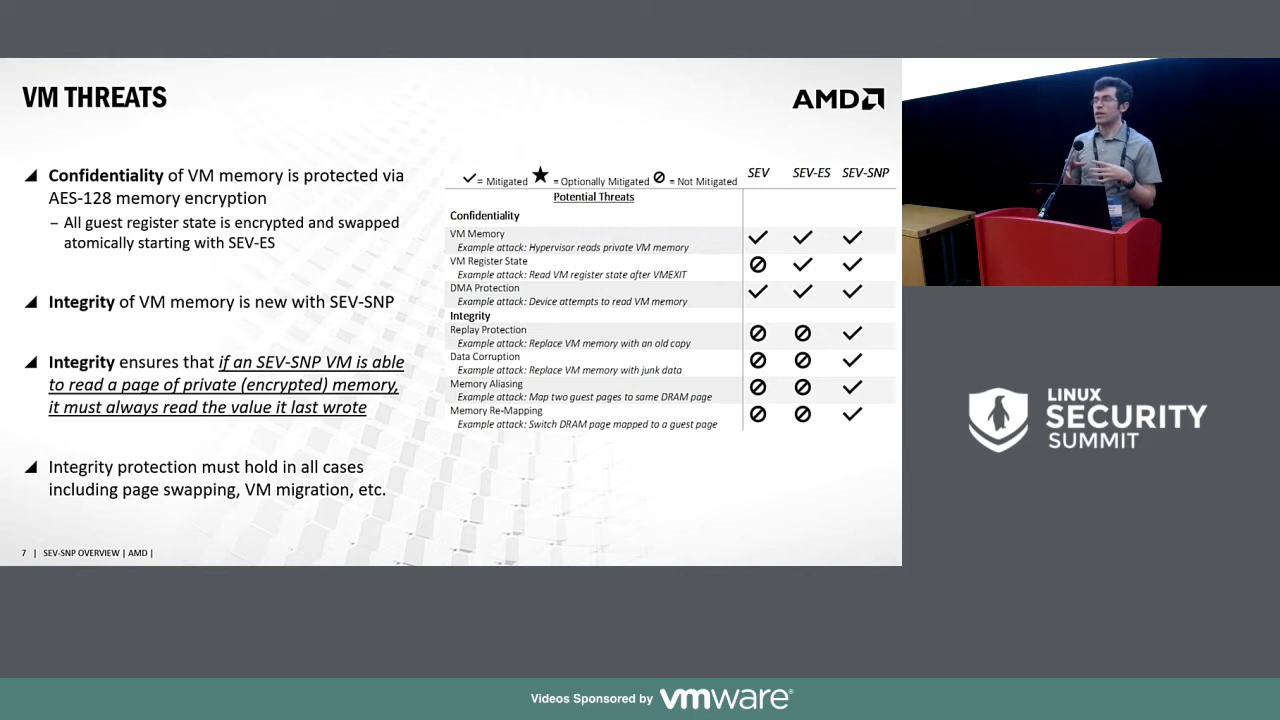 VM THREATS
AMD
Confidentiality of VM memory is protected via
AES-128 memory encryption
– All guest register state is encrypted and swapped
atomically starting with SEV-ES
Integrity of VM memory is new with SEV-SNP
Integrity ensures that if an SEV-SNP VM is able
to read a page of private (encrypted) memory,
it must always read the value it last wrote
Integrity protection must hold in all cases
including page swapping, VM migration, etc.
= Mitigated = Optionally Mitigated = Not Mitigated SEV SEV-ES SEV-SNP
Potential Threats
Confidentiality
VM Memory
Example attack: Hypervisor reads private VM memory
VM Register State
Example attack: Read VM register state after VMEXIT
DMA Protection
Example attack: Device attempts to read VM memory
Integrity
Replay Protection
Example attack: Replace VM memory with an old copy
Data Corruption
Example attack: Replace VM memory with junk data
Memory Aliasing
Example attack: Map two guest pages to same DRAM page
Memory Re-Mapping
Example attack: Switch DRAM page mapped to a guest page
7 | SEV-SNP OVERVIEW | AMD |
LINUX
SECURITY
SUMMIT
Videos Sponsored by vmware®